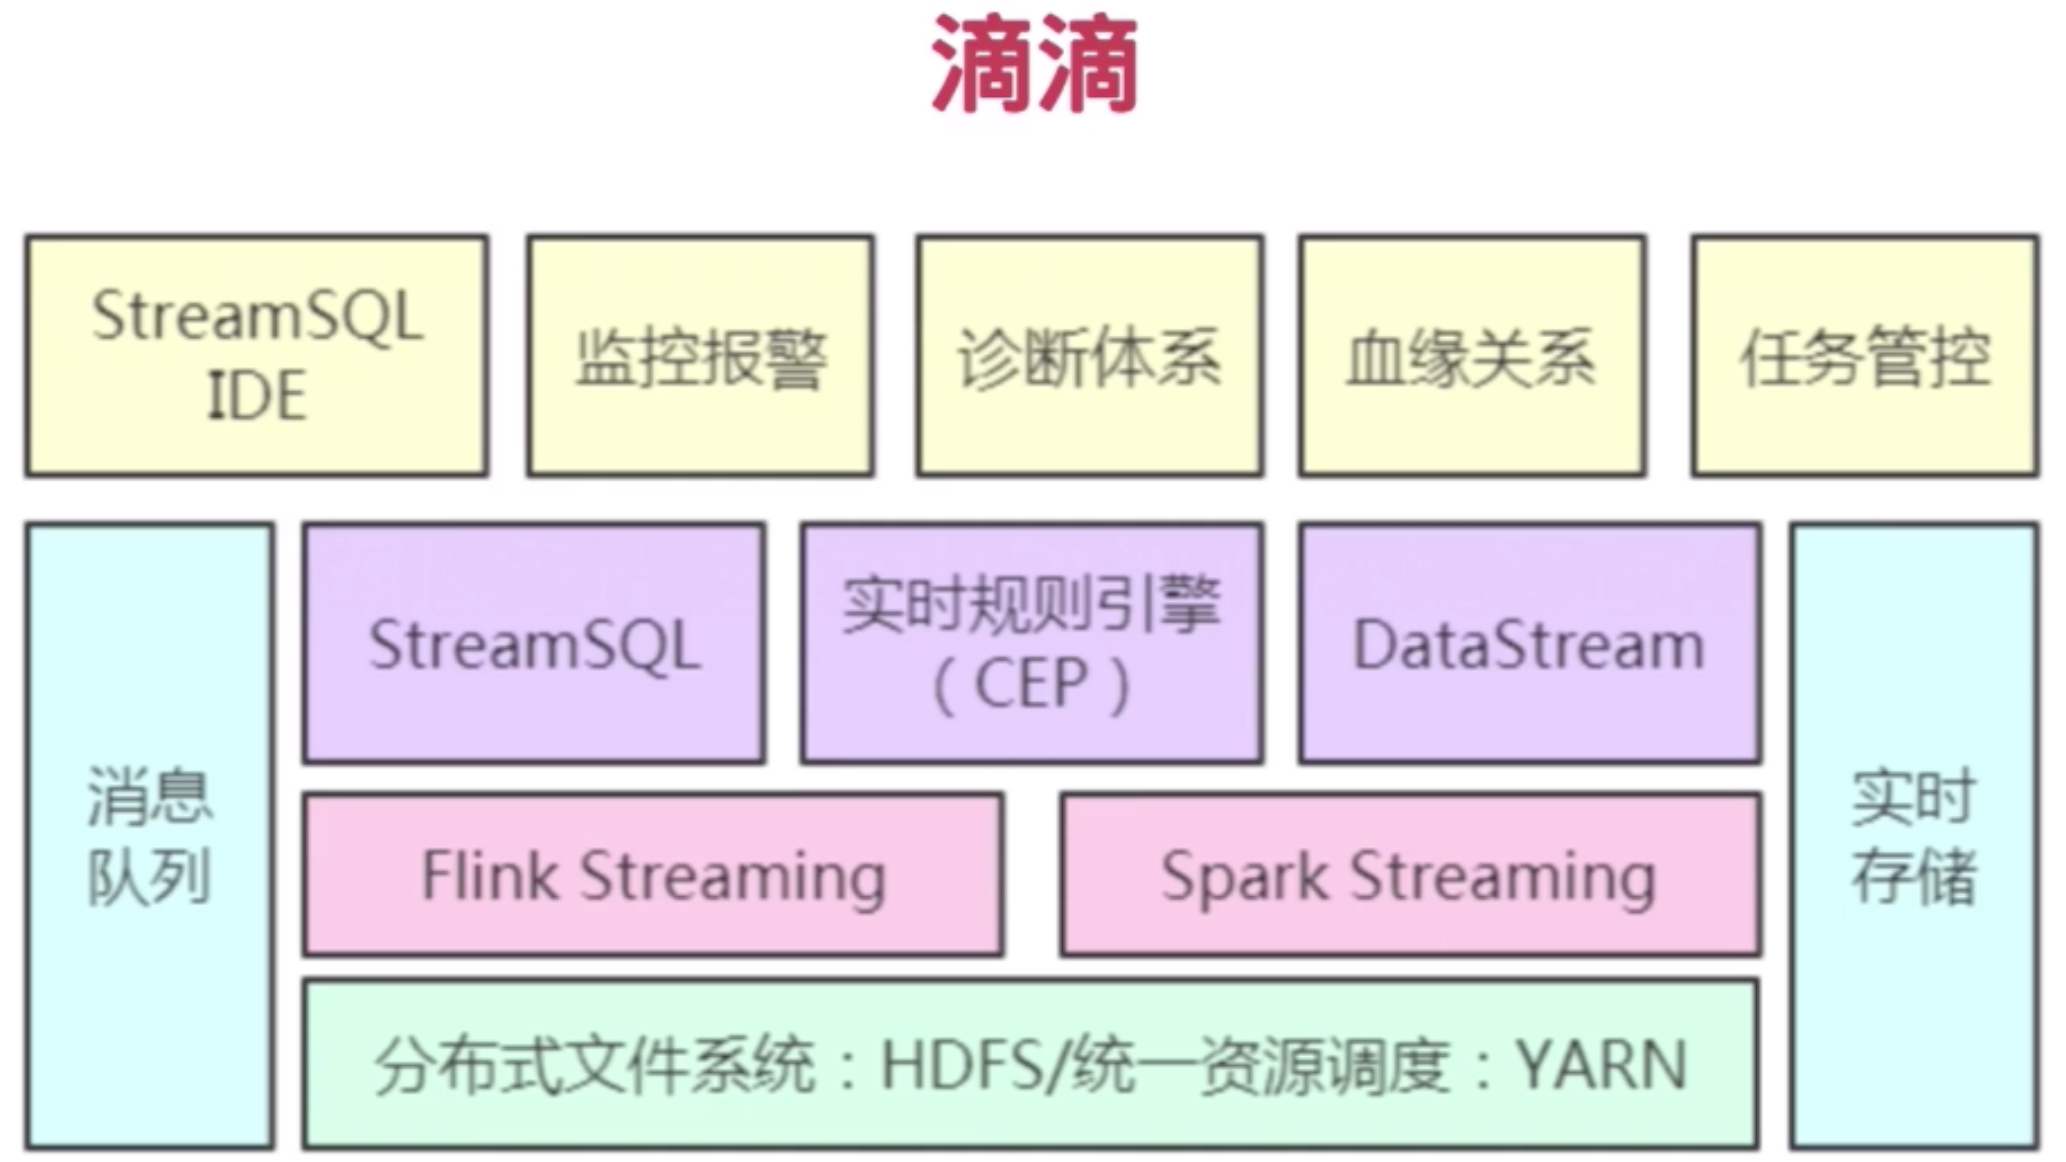 滴滴
StreamSQL
IDE
监控报警
诊断体系
血缘关系
任务管控
消息
队列
StreamSQL
实时规则引擎
（CEP）
DataStream
Flink Streaming
Spark Streaming
分布式文件系统：HDFS/统一资源调度：YARN
实时
存储